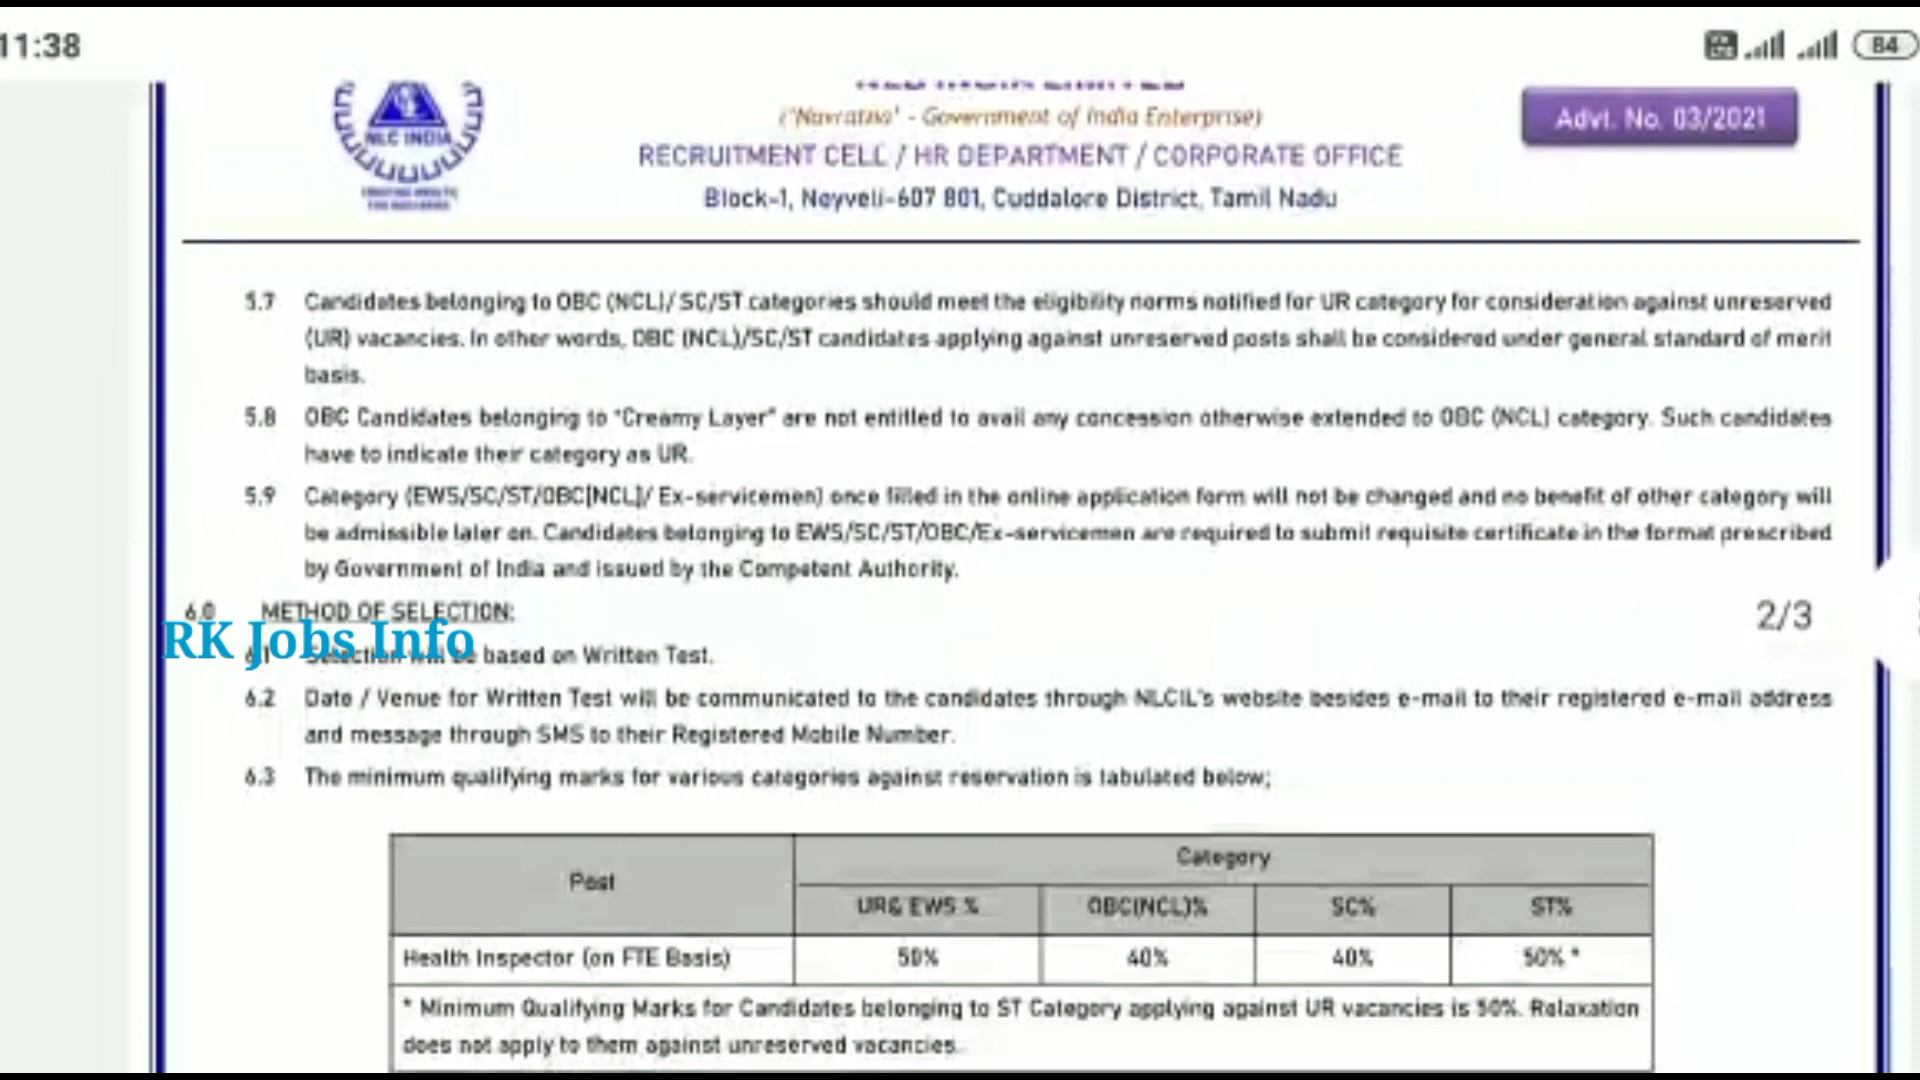 11:38
84
NLC INDIA LIMITED
NLC INDIA
('Navratna' - Government of India Enterprise)
Advt. No. 03/2021
RECRUITMENT CELL / HR DEPARTMENT / CORPORATE OFFICE
Block-1, Neyveli-607 801, Cuddalore District, Tamil Nadu
5.7 Candidates belonging to OBC (NCL)/ SC/ST categories should meet the eligibility norms notified for UR category for consideration against unreserved
(UR) vacancies. In other words, OBC (NCL)/SC/ST candidates applying against unreserved posts shall be considered under general standard of merit
basis.
5.8 OBC Candidates belonging to "Creamy Layer" are not entitled to avail any concession otherwise extended to OBC (NCL) category. Such candidates
have to indicate their category as UR.
5.9 Category (EWS/SC/ST/OBC[NCL]/ Ex-servicemen) once filled in the online application form will not be changed and no benefit of other category will
be admissible later on. Candidates belonging to EWS/SC/ST/OBC/Ex-servicemen are required to submit requisite certificate in the format prescribed
by Government of India and issued by the Competent Authority.
6.0 METHOD OF SELECTION:
2/3
RK Jobs Info
6.1 Selection will be based on Written Test.
6.2 Date / Venue for Written Test will be communicated to the candidates through NLCIL's website besides e-mail to their registered e-mail address
and message through SMS to their Registered Mobile Number.
6.3 The minimum qualifying marks for various categories against reservation is tabulated below;
Post Category
UR& EWS % OBC(NCL)% SC% ST%
Health Inspector (on FTE Basis) 50% 40% 40% 50% *
* Minimum Qualifying Marks for Candidates belonging to ST Category applying against UR vacancies is 50%. Relaxation
does not apply to them against unreserved vacancies.